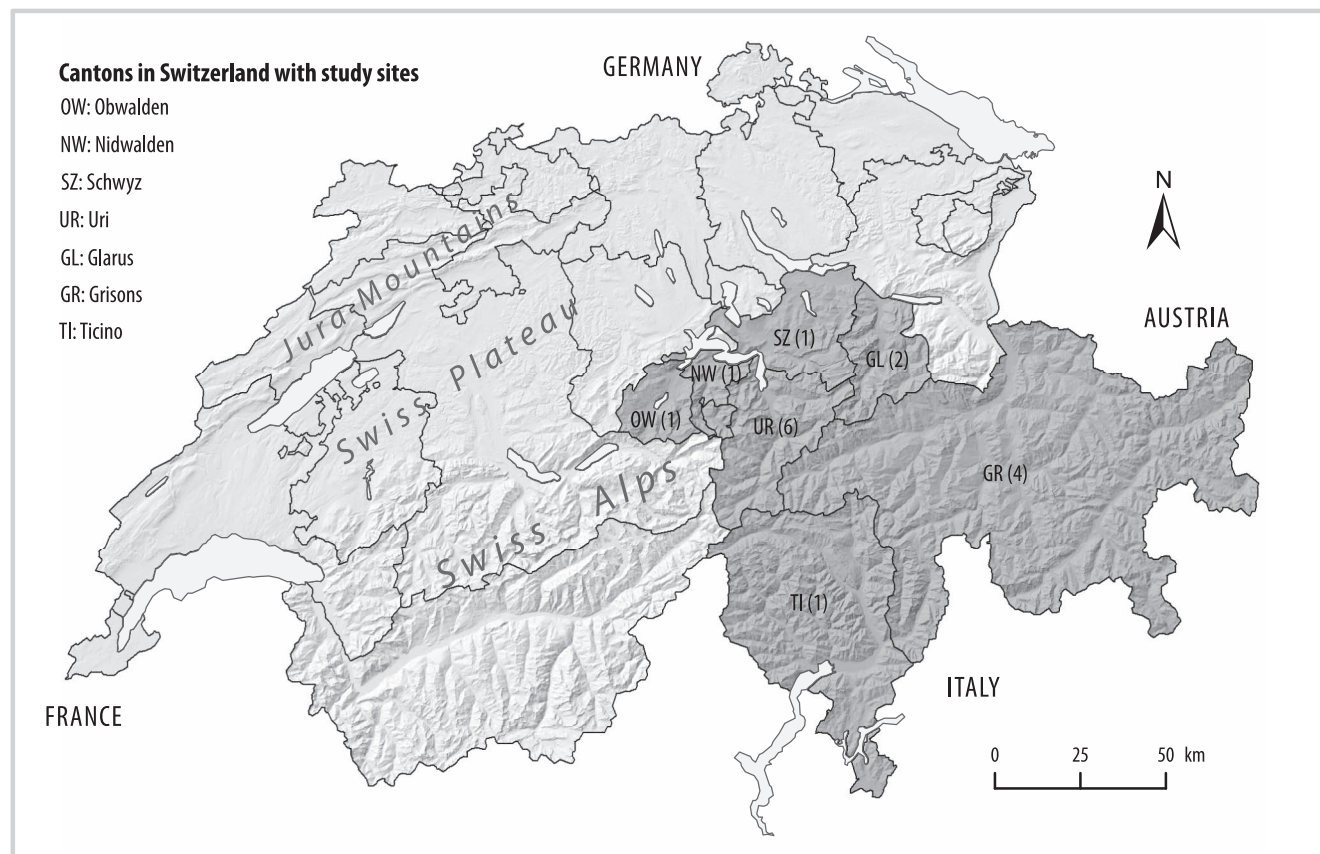 Cantons in Switzerland with study sites
OW: Obwalden
NW: Nidwalden
SZ: Schwyz
UR: Uri
GL: Glarus
GR: Grisons
TI: Ticino
GERMANY
N
AUSTRIA
Jura Mountains
Swiss Plateau
Swiss Alps
SZ (1)
GL (2)
NW (1)
OW (1)
UR (6)
GR (4)
TI (1)
ITALY
FRANCE
0 25 50 km